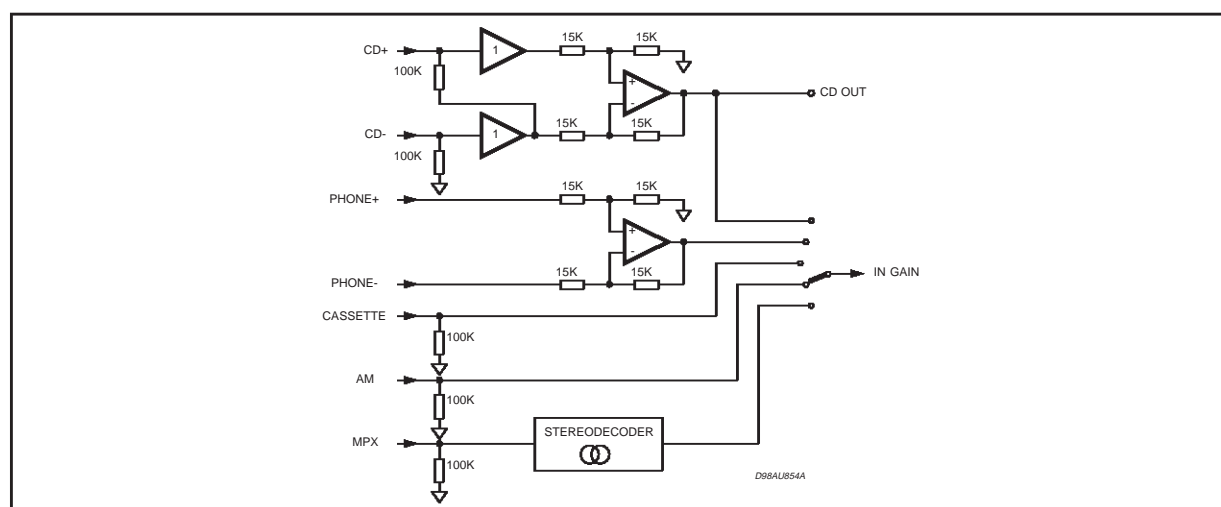 CD+
100K
1
15K
15K
+
-
CD OUT
CD-
100K
1
15K
15K
PHONE+
15K
15K
+
-
PHONE-
15K
15K
IN GAIN
CASSETTE
100K
AM
100K
MPX
100K
STEREODECODER
D98AU854A